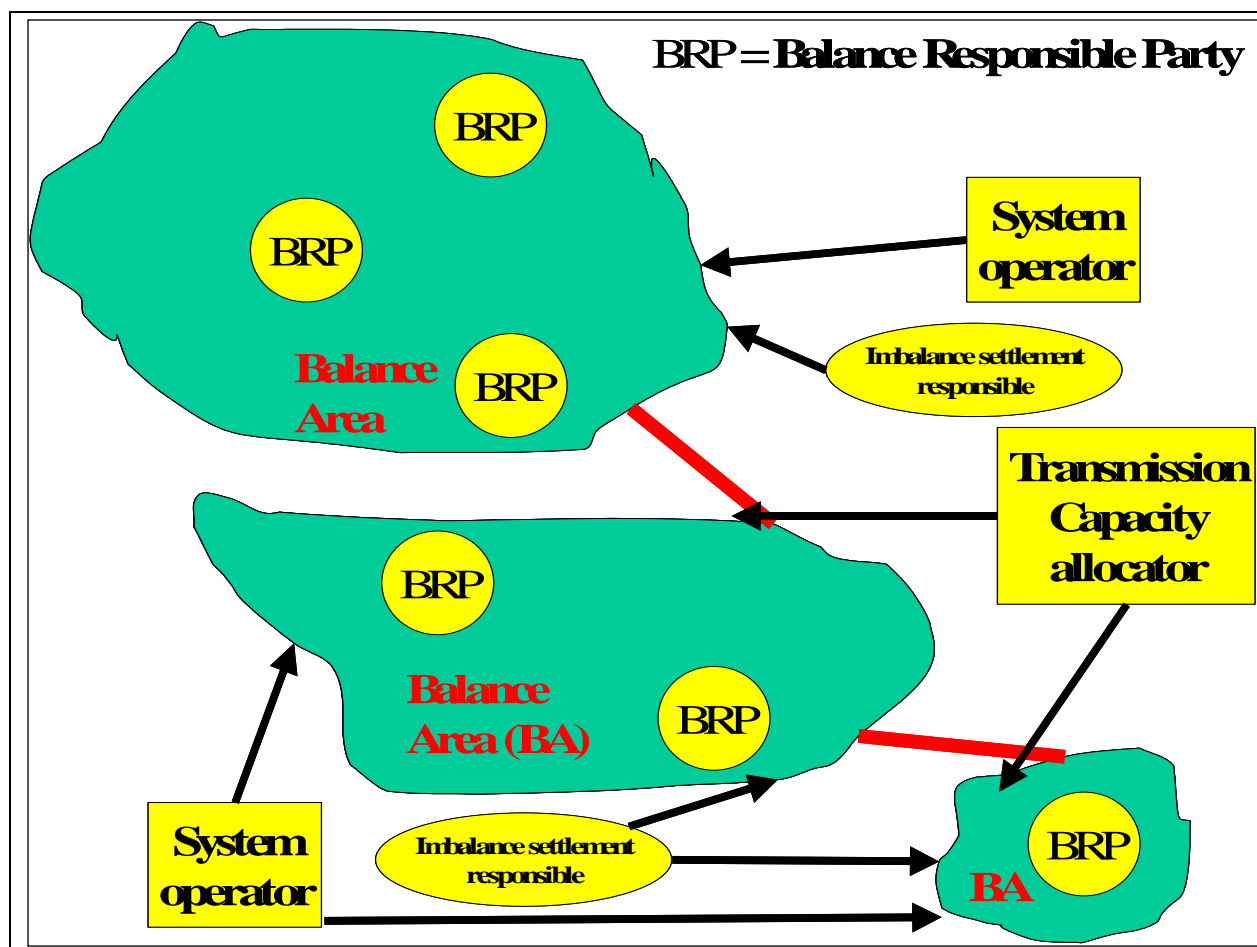 BRP = Balance Responsible Party
BRP
BRP
BRP
Balance
Area
System
operator
Imbalance settlement
responsible
Transmission
Capacity
allocator
BRP
BRP
Balance
Area (BA)
System
operator
Imbalance settlement
responsible
BRP
BA